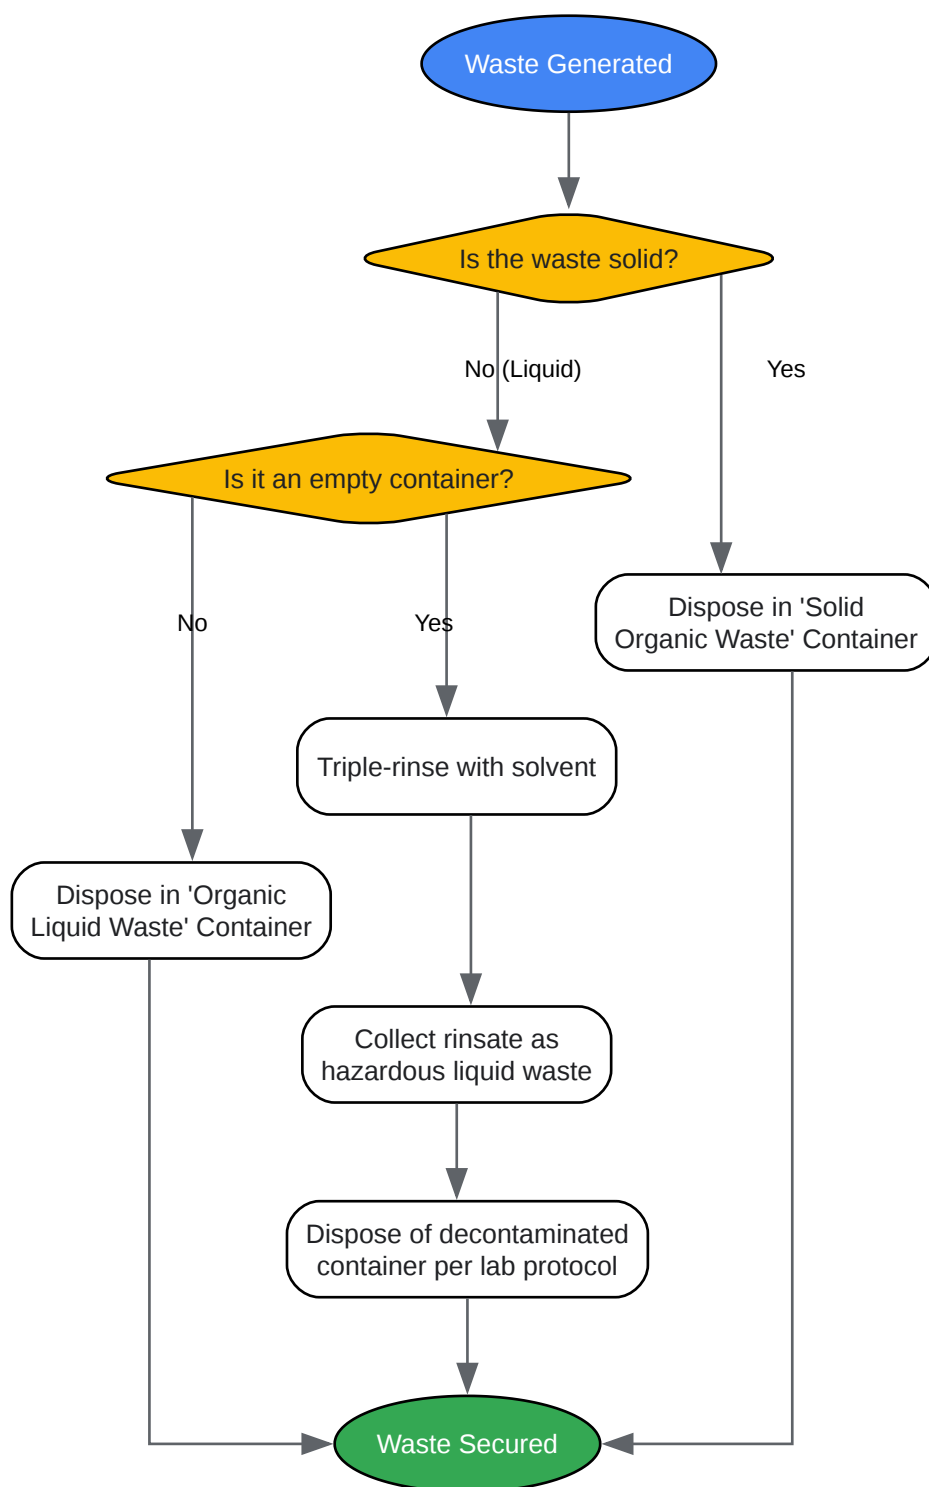 Waste Generated
Is the waste solid?
No (Liquid)
Yes
Is it an empty container?
No
Yes
Dispose in 'Solid
Organic Waste' Container
Triple-rinse with solvent
Dispose in 'Organic
Liquid Waste' Container
Collect rinsate as
hazardous liquid waste
Dispose of decontaminated
container per lab protocol
Waste Secured